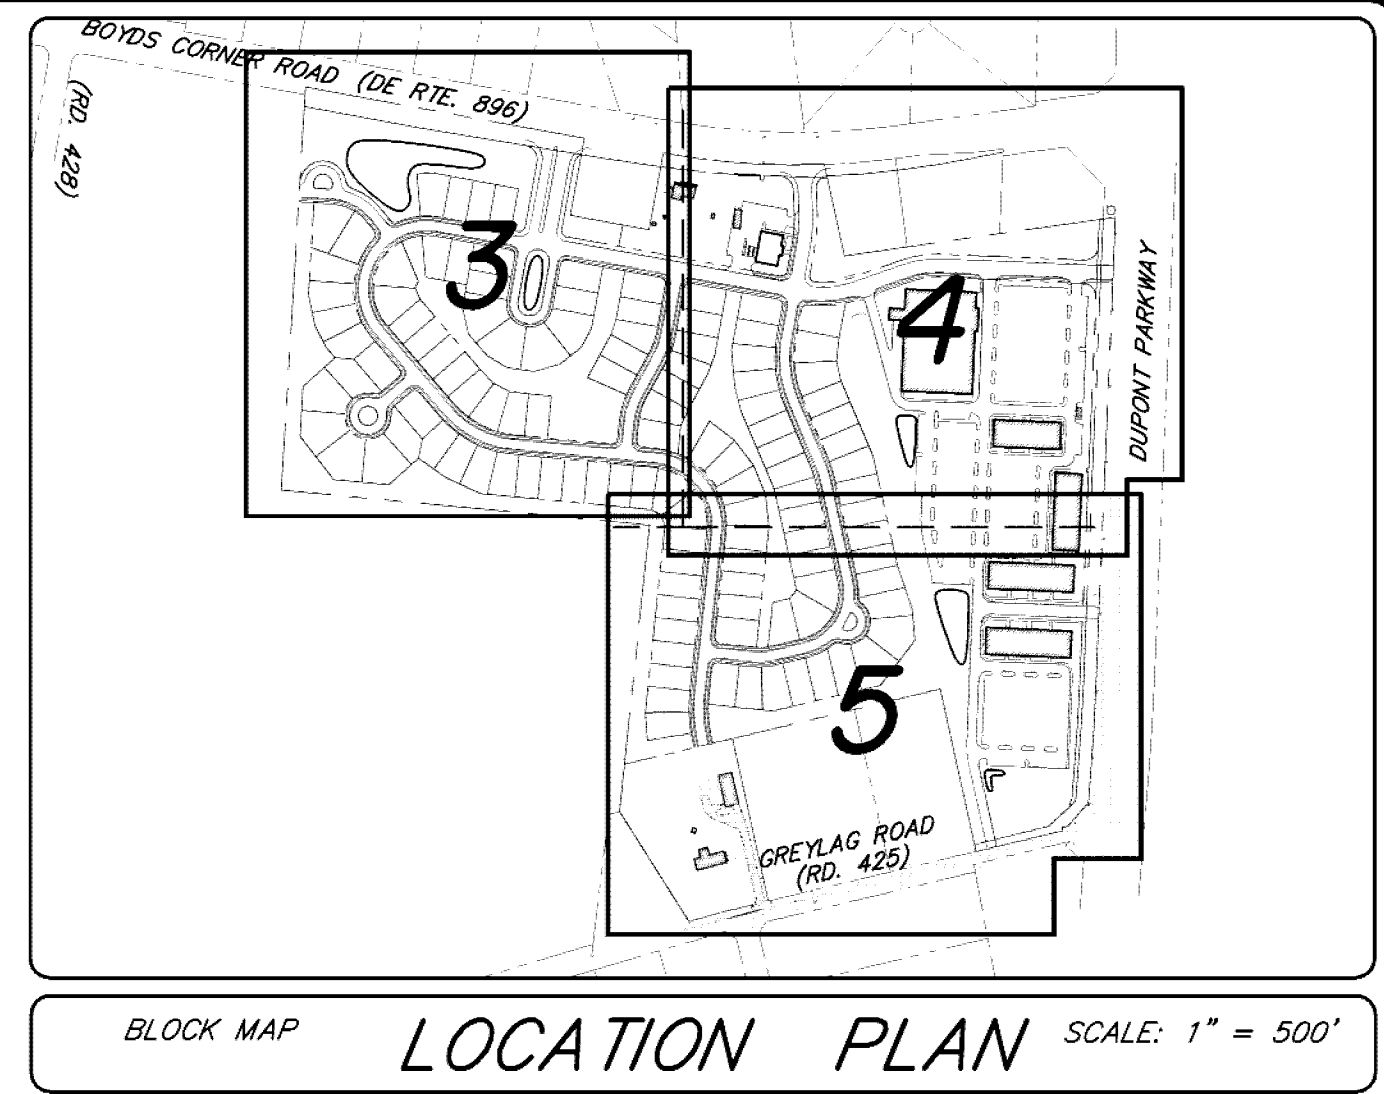 BOYDS CORNER ROAD (DE RTE. 896)
(RD. 428)
3
4
DUPONT PARKWAY
5
GREYLAG ROAD
(RD. 425)
BLOCK MAP
LOCATION PLAN
SCALE: 1" = 500'